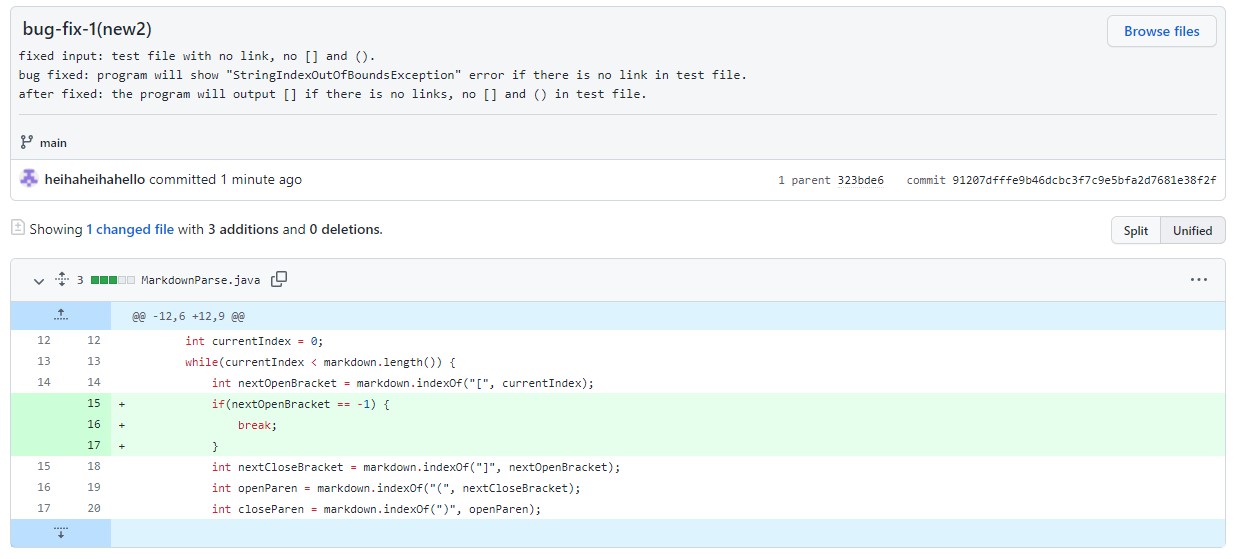 bug-fix-1(new2)
Browse files
fixed input: test file with no link, no [] and ().
bug fixed: program will show "StringIndexOutOfBoundsException" error if there is no link in test file.
after fixed: the program will output [] if there is no links, no [] and () in test file.
main
heihaheihahello committed 1 minute ago
1 parent 323bde6 commit 91207dfffe9b46dcbc3f7c9e5bfa2d7681e38f2f
Showing 1 changed file with 3 additions and 0 deletions.
Split Unified
3 MarkdownParse.java
@@ -12,6 +12,9 @@
12 12 int currentIndex = 0;
13 13 while(currentIndex < markdown.length()) {
14 14 int nextOpenBracket = markdown.indexOf("[", currentIndex);
15 + if(nextOpenBracket == -1) {
16 + break;
17 + }
15 18 int nextCloseBracket = markdown.indexOf("]", nextOpenBracket);
16 19 int openParen = markdown.indexOf("(", nextCloseBracket);
17 20 int closeParen = markdown.indexOf(")", openParen);